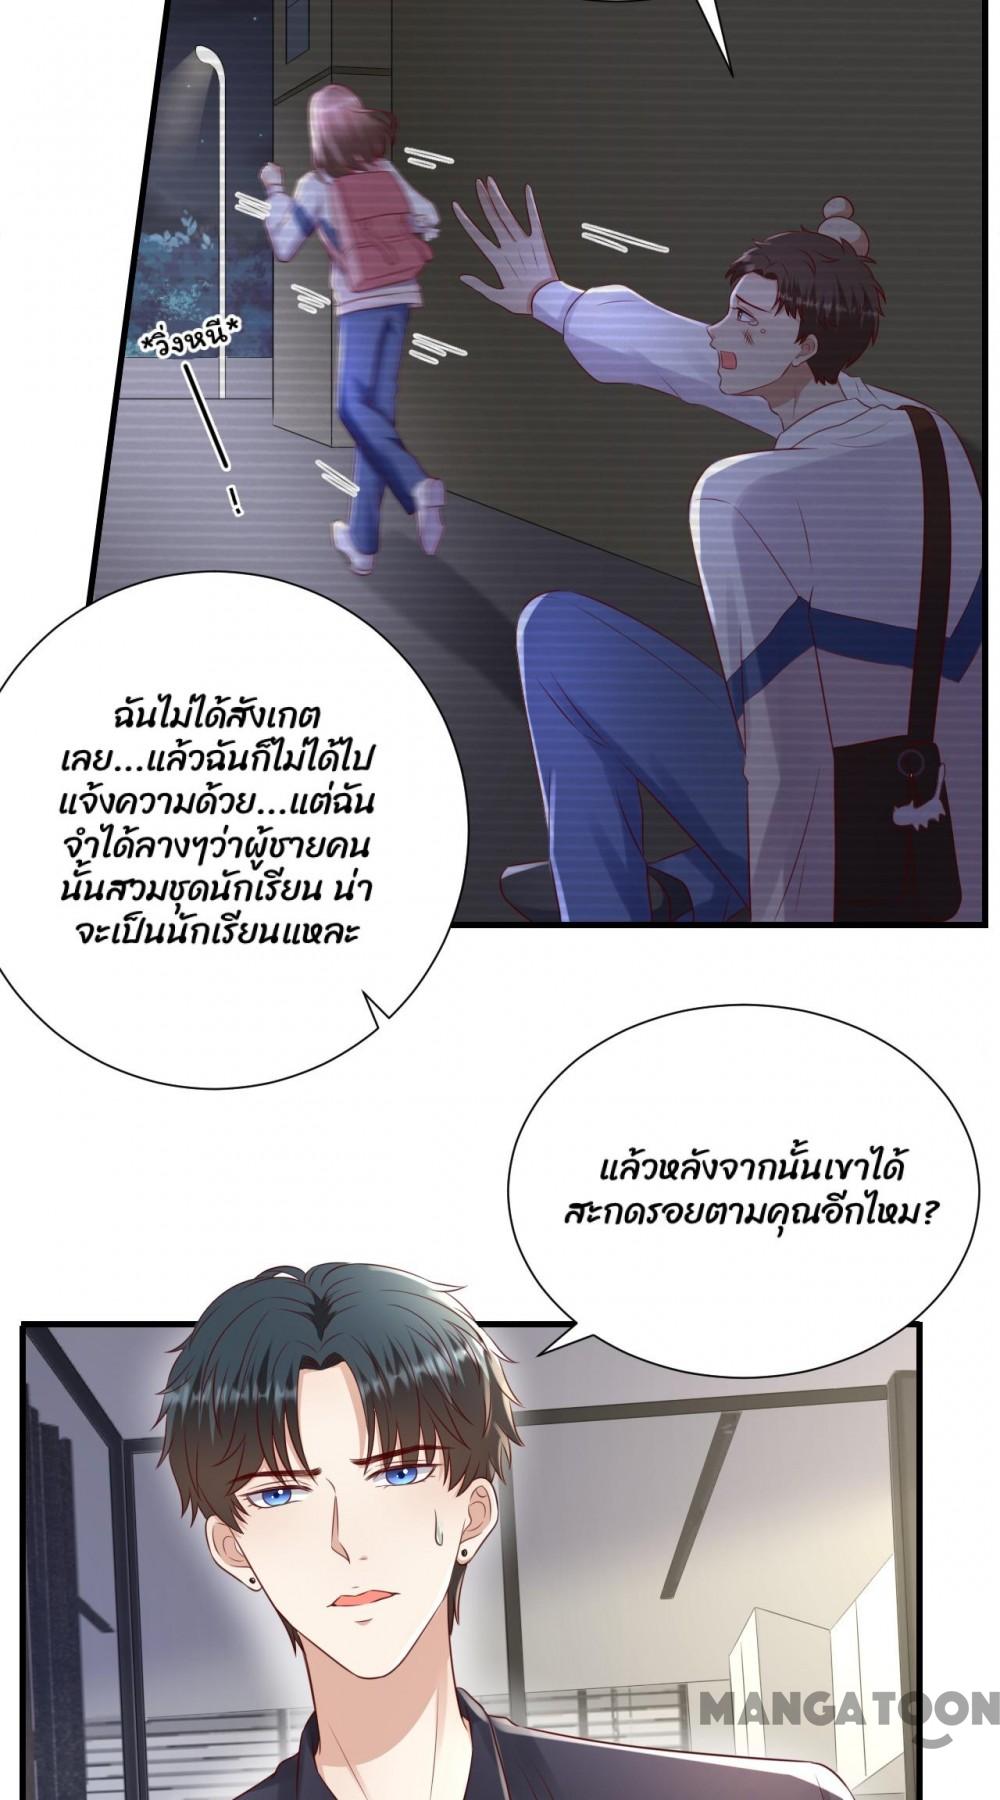 *วิ่งหนี*
ฉันไม่ได้สังเกต
เลย...แล้วฉันก็ไม่ได้ไป
แจ้งความด้วย...แต่ฉัน
จำได้ลางๆว่าผู้ชายคน
นั้นสวมชุดนักเรียน น่า
จะเป็นนักเรียนแหละ
แล้วหลังจากนั้นเขาได้
สะกดรอยตามคุณอีกไหม?
MANGATOON